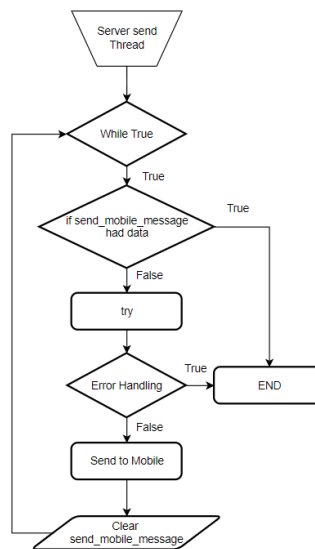 Server send
Thread
While True
True
if send_mobile_message
had data
True
False
try
Error Handling
True
END
False
Send to Mobile
Clear
send_mobile_message